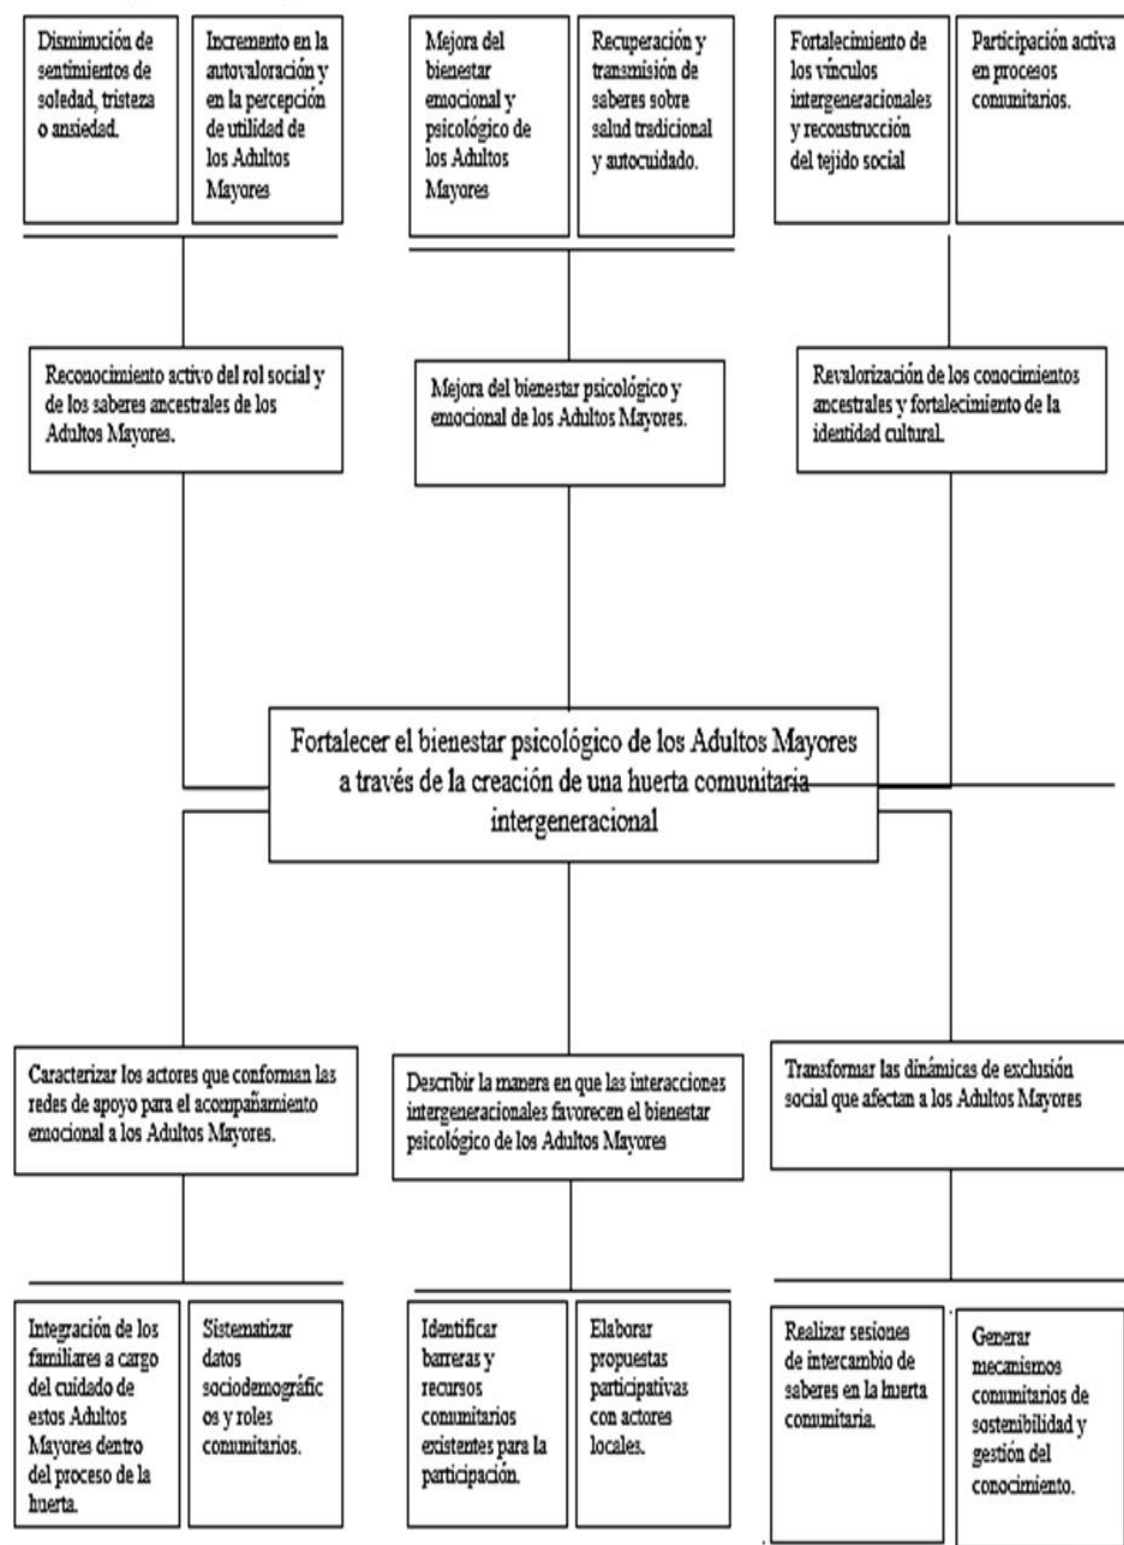 Disminución de
sentimientos de
soledad, tristeza
o ansiedad.
Incremento en la
autovaloración y
en la percepción
de utilidad de
los Adultos
Mayores
Mejora del
bienestar
emocional y
psicológico de
los Adultos
Mayores
Recuperación y
transmisión de
saberes sobre
salud tradicional
y autocuidado.
Fortalecimiento de
los vínculos
intergeneracionales
y reconstrucción
del tejido social
Participación activa
en procesos
comunitarios.
Reconocimiento activo del rol social y
de los saberes ancestrales de los
Adultos Mayores.
Mejora del bienestar psicológico y
emocional de los Adultos Mayores.
Revalorización de los conocimientos
ancestrales y fortalecimiento de la
identidad cultural.
Fortalecer el bienestar psicológico de los Adultos Mayores
a través de la creación de una huerta comunitaria
intergeneracional
Caracterizar los actores que conforman las
redes de apoyo para el acompañamiento
emocional a los Adultos Mayores.
Describir la manera en que las interacciones
intergeneracionales favorecen el bienestar
psicológico de los Adultos Mayores
Transformar las dinámicas de exclusión
social que afectan a los Adultos Mayores
Integración de los
familiares a cargo
del cuidado de
estos Adultos
Mayores dentro
del proceso de la
huerta.
Sistematizar
datos
sociodemográfic
os y roles
comunitarios.
Identificar
barreras y
recursos
comunitarios
existentes para la
participación.
Elaborar
propuestas
participativas
con actores
locales.
Realizar sesiones
de intercambio de
saberes en la huerta
comunitaria.
Generar
mecanismos
comunitarios de
sostenibilidad y
gestión del
conocimiento.